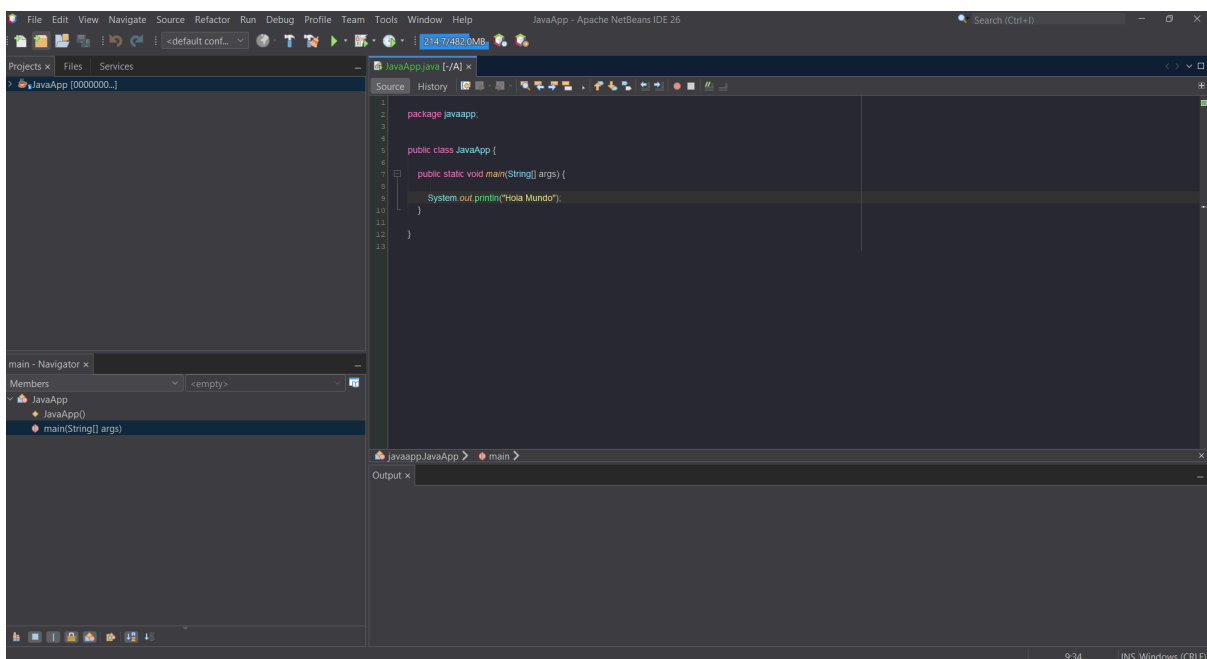 File Edit View Navigate Source Refactor Run Debug Profile Team Tools Window Help JavaApp - Apache NetBeans IDE 26 Search (Ctrl+I)
<default conf... 214.7/482.0MB
Projects Files Services
JavaApp [0000000...]
JavaApp.java [-/A]
Source History
1
2 package javaapp;
3
4
5 public class JavaApp {
6
7 public static void main(String[] args) {
8
9 System.out.println("Hola Mundo");
10 }
11
12 }
13
main - Navigator
Members <empty>
JavaApp
JavaApp()
main(String[] args)
javaapp.JavaApp main
Output
9:34 INS Windows (CRLF)